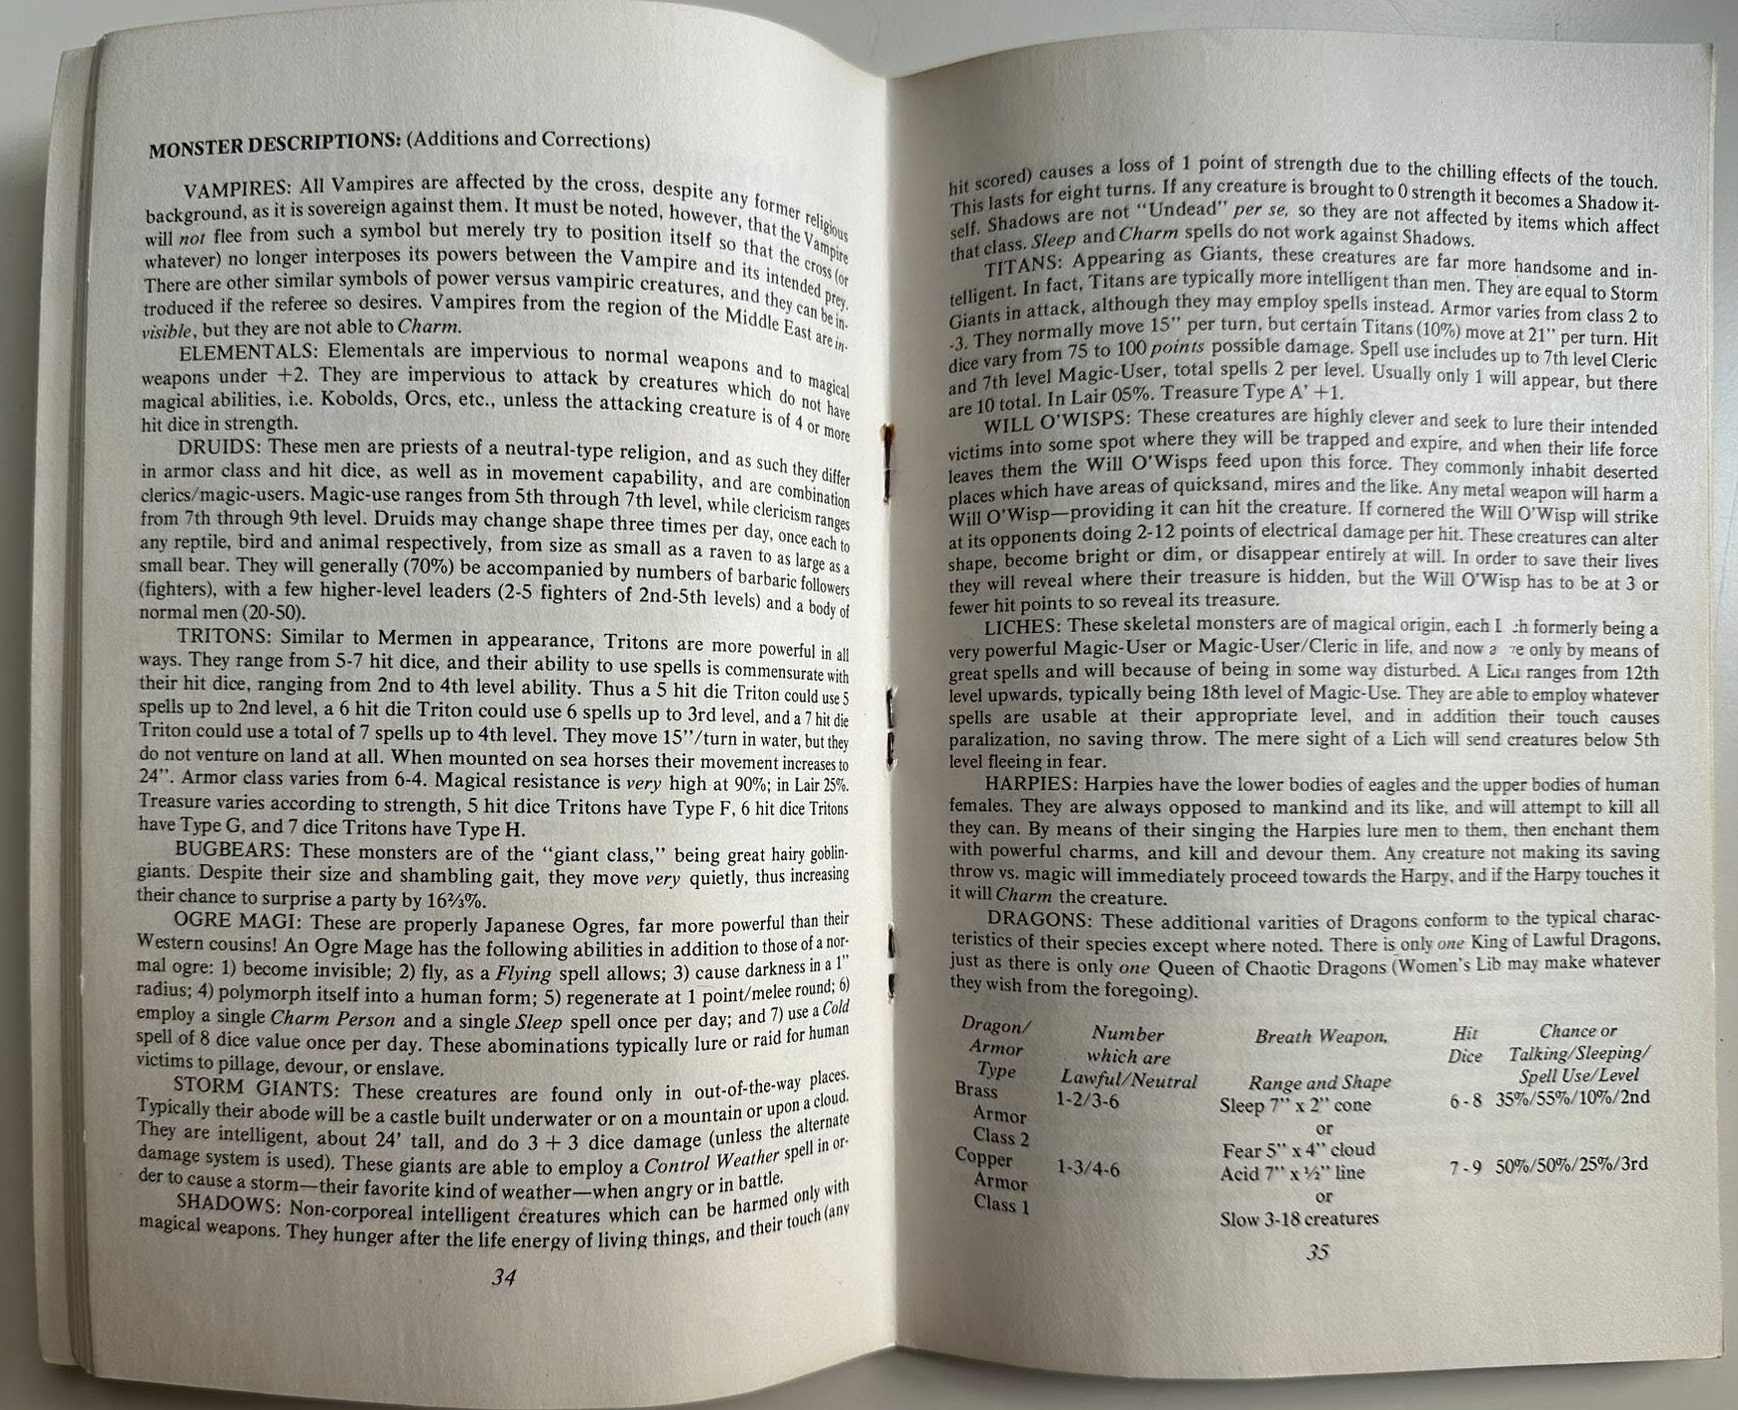 MONSTER DESCRIPTIONS: (Additions and Corrections)
VAMPIRES: All Vampires are affected by the cross, despite any former religious
background, as it is sovereign against them. It must be noted, however, that the Vampire
will not flee from such a symbol but merely try to position itself so that the cross (or
whatever) no longer interposes its powers between the Vampire and its intended prey.
There are other similar symbols of power versus vampiric creatures, and they can be in-
troduced if the referee so desires. Vampires from the region of the Middle East are in-
visible, but they are not able to Charm.
ELEMENTALS: Elementals are impervious to normal weapons and to magical
weapons under +2. They are impervious to attack by creatures which do not have
magical abilities, i.e. Kobolds, Orcs, etc., unless the attacking creature is of 4 or more
hit dice in strength.
DRUIDS: These men are priests of a neutral-type religion, and as such they differ
in armor class and hit dice, as well as in movement capability, and are combination
clerics/magic-users. Magic-use ranges from 5th through 7th level, while clericism ranges
from 7th through 9th level. Druids may change shape three times per day, once each to
any reptile, bird and animal respectively, from size as small as a raven to as large as a
small bear. They will generally (70%) be accompanied by numbers of barbaric followers
(fighters), with a few higher-level leaders (2-5 fighters of 2nd-5th levels) and a body of
normal men (20-50).
TRITONS: Similar to Mermen in appearance, Tritons are more powerful in all
ways. They range from 5-7 hit dice, and their ability to use spells is commensurate with
their hit dice, ranging from 2nd to 4th level ability. Thus a 5 hit die Triton could use 5
spells up to 2nd level, a 6 hit die Triton could use 6 spells up to 3rd level, and a 7 hit die
Triton could use a total of 7 spells up to 4th level. They move 15”/turn in water, but they
do not venture on land at all. When mounted on sea horses their movement increases to
24”. Armor class varies from 6-4. Magical resistance is very high at 90%; in Lair 25%.
Treasure varies according to strength, 5 hit dice Tritons have Type F, 6 hit dice Tritons
have Type G, and 7 dice Tritons have Type H.
BUGBEARS: These monsters are of the “giant class,” being great hairy goblin-
giants. Despite their size and shambling gait, they move very quietly, thus increasing
their chance to surprise a party by 16⅔%.
OGRE MAGI: These are properly Japanese Ogres, far more powerful than their
Western cousins! An Ogre Mage has the following abilities in addition to those of a nor-
mal ogre: 1) become invisible; 2) fly, as a Flying spell allows; 3) cause darkness in a 1”
radius; 4) polymorph itself into a human form; 5) regenerate at 1 point/melee round; 6)
employ a single Charm Person and a single Sleep spell once per day; and 7) use a Cold
spell of 8 dice value once per day. These abominations typically lure or raid for human
victims to pillage, devour, or enslave.
STORM GIANTS: These creatures are found only in out-of-the-way places.
Typically their abode will be a castle built underwater or on a mountain or upon a cloud.
They are intelligent, about 24’ tall, and do 3 + 3 dice damage (unless the alternate
damage system is used). These giants are able to employ a Control Weather spell in or-
der to cause a storm—their favorite kind of weather—when angry or in battle.
SHADOWS: Non-corporeal intelligent creatures which can be harmed only with
magical weapons. They hunger after the life energy of living things, and their touch (any
34
hit scored) causes a loss of 1 point of strength due to the chilling effects of the touch.
This lasts for eight turns. If any creature is brought to 0 strength it becomes a Shadow it-
self. Shadows are not “Undead” per se, so they are not affected by items which affect
that class. Sleep and Charm spells do not work against Shadows.
TITANS: Appearing as Giants, these creatures are far more handsome and in-
telligent. In fact, Titans are typically more intelligent than men. They are equal to Storm
Giants in attack, although they may employ spells instead. Armor varies from class 2 to
-3. They normally move 15” per turn, but certain Titans (10%) move at 21” per turn. Hit
dice vary from 75 to 100 points possible damage. Spell use includes up to 7th level Cleric
and 7th level Magic-User, total spells 2 per level. Usually only 1 will appear, but there
are 10 total. In Lair 05%. Treasure Type A’ +1.
WILL O’WISPS: These creatures are highly clever and seek to lure their intended
victims into some spot where they will be trapped and expire, and when their life force
leaves them the Will O’Wisps feed upon this force. They commonly inhabit deserted
places which have areas of quicksand, mires and the like. Any metal weapon will harm a
Will O’Wisp—providing it can hit the creature. If cornered the Will O’Wisp will strike
at its opponents doing 2-12 points of electrical damage per hit. These creatures can alter
shape, become bright or dim, or disappear entirely at will. In order to save their lives
they will reveal where their treasure is hidden, but the Will O’Wisp has to be at 3 or
fewer hit points to so reveal its treasure.
LICHES: These skeletal monsters are of magical origin, each formerly being a
very powerful Magic-User or Magic-User/Cleric in life, and now only by means of
great spells and will because of being in some way disturbed. A Lich ranges from 12th
level upwards, typically being 18th level of Magic-Use. They are able to employ whatever
spells are usable at their appropriate level, and in addition their touch causes
paralization, no saving throw. The mere sight of a Lich will send creatures below 5th
level fleeing in fear.
HARPIES: Harpies have the lower bodies of eagles and the upper bodies of human
females. They are always opposed to mankind and its like, and will attempt to kill all
they can. By means of their singing the Harpies lure men to them, then enchant them
with powerful charms, and kill and devour them. Any creature not making its saving
throw vs. magic will immediately proceed towards the Harpy, and if the Harpy touches it
it will Charm the creature.
DRAGONS: These additional varities of Dragons conform to the typical charac-
teristics of their species except where noted. There is only one King of Lawful Dragons,
just as there is only one Queen of Chaotic Dragons (Women’s Lib may make whatever
they wish from the foregoing).
Dragon/ Number Breath Weapon, Hit Chance or
Armor which are Dice Talking/Sleeping/
Type Lawful/Neutral Range and Shape Spell Use/Level
Brass 1-2/3-6 Sleep 7” x 2” cone 6-8 35%/55%/10%/2nd
Armor or
Class 2 Fear 5” x 4” cloud
Copper 1-3/4-6 Acid 7” x ½” line 7-9 50%/50%/25%/3rd
Armor or
Class 1 Slow 3-18 creatures
35